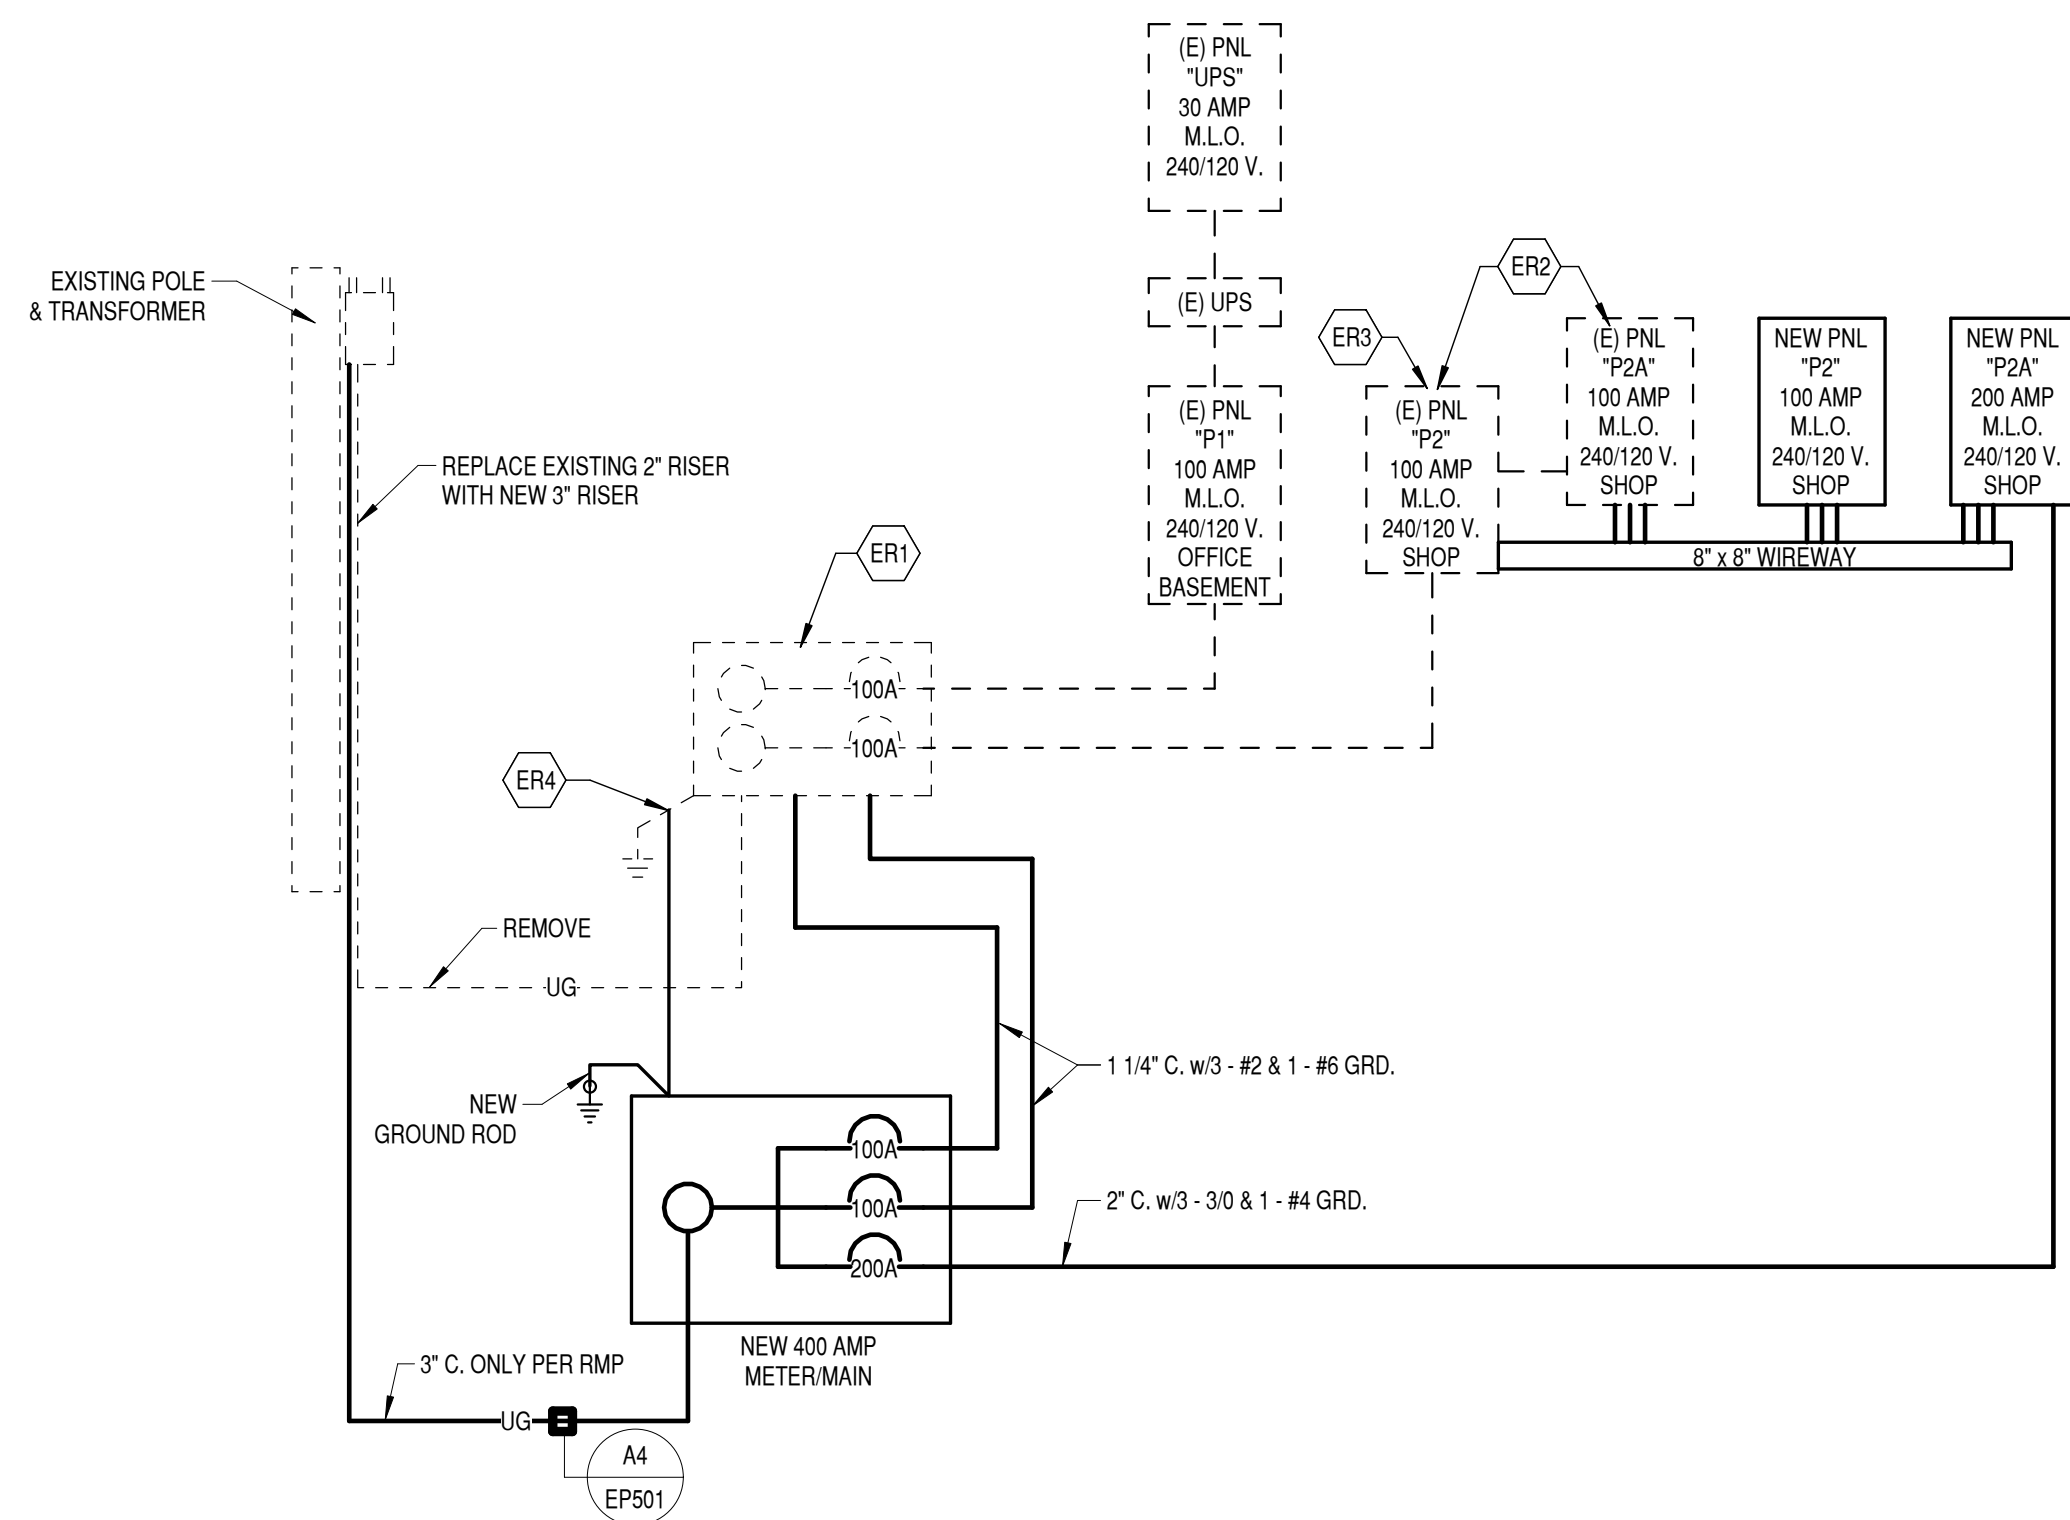 (E) PNL
"UPS"
30 AMP
M.L.O.
240/120 V.
(E) UPS
EXISTING POLE
& TRANSFORMER
ER2
ER3
(E) PNL
"P2A"
100 AMP
M.L.O.
240/120 V.
SHOP
NEW PNL
"P2"
100 AMP
M.L.O.
240/120 V.
SHOP
NEW PNL
"P2A"
200 AMP
M.L.O.
240/120 V.
SHOP
(E) PNL
"P1"
100 AMP
M.L.O.
240/120 V.
OFFICE
BASEMENT
(E) PNL
"P2"
100 AMP
M.L.O.
240/120 V.
SHOP
8" x 8" WIREWAY
REPLACE EXISTING 2" RISER
WITH NEW 3" RISER
ER1
100A
100A
ER4
REMOVE
UG
1 1/4" C. w/3 - #2 & 1 - #6 GRD.
NEW
GROUND ROD
100A
100A
200A
2" C. w/3 - 3/0 & 1 - #4 GRD.
NEW 400 AMP
METER/MAIN
3" C. ONLY PER RMP
UG
A4
EP501